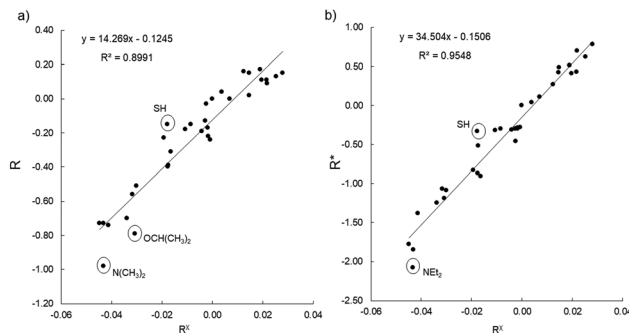 a)
y = 14.269x - 0.1245
R² = 0.8991
0.40
0.20
0.00
-0.20
-0.40
-0.60
-0.80
-1.00
-1.20
R
SH
OCH(CH₃)₂
N(CH₃)₂
-0.06
-0.04
-0.02
0.00
0.02
0.04
Rˣ
b)
y = 34.504x - 0.1506
R² = 0.9548
1.00
0.50
0.00
-0.50
-1.00
-1.50
-2.00
-2.50
R*
SH
NEt₂
-0.06
-0.04
-0.02
0.00
0.02
0.04
Rˣ